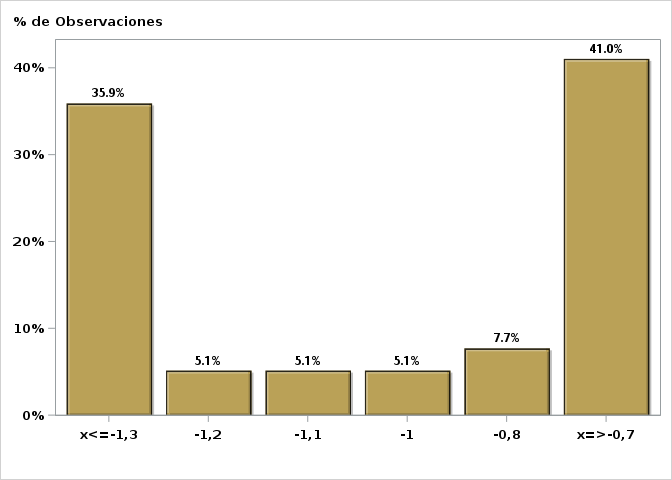 % de Observaciones
41.0%
40%
35.9%
30%
20%
10%
7.7%
5.1% 5.1% 5.1%
0%
x<=-1,3 -1,2 -1,1 -1 -0,8 x=>-0,7